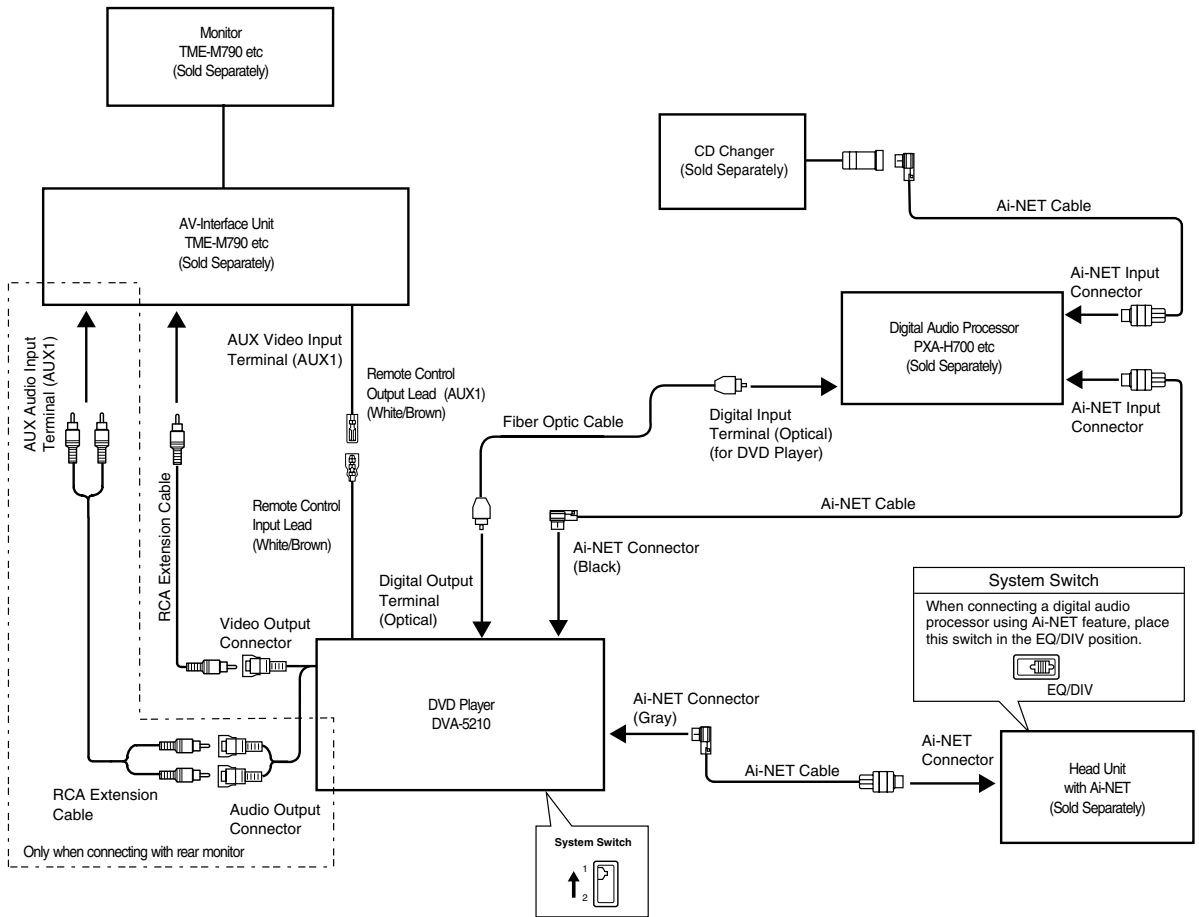 Monitor
TME-M790 etc
(Sold Separately)
AV-Interface Unit
TME-M790 etc
(Sold Separately)
CD Changer
(Sold Separately)
Ai-NET Cable
Ai-NET Input
Connector
Digital Audio Processor
PXA-H700 etc
(Sold Separately)
Ai-NET Input
Connector
AUX Audio Input
Terminal (AUX1)
AUX Video Input
Terminal (AUX1)
Remote Control
Output Lead (AUX1)
(White/Brown)
Fiber Optic Cable
Digital Input
Terminal (Optical)
(for DVD Player)
RCA Extension Cable
Remote Control
Input Lead
(White/Brown)
Ai-NET Cable
Ai-NET Connector
(Black)
Digital Output
Terminal
(Optical)
Video Output
Connector
System Switch
When connecting a digital audio
processor using Ai-NET feature, place
this switch in the EQ/DIV position.
EQ/DIV
DVD Player
DVA-5210
Ai-NET Connector
(Gray)
Ai-NET Cable
Ai-NET
Connector
Head Unit
with Ai-NET
(Sold Separately)
RCA Extension
Cable
Audio Output
Connector
Only when connecting with rear monitor
System Switch
1
2